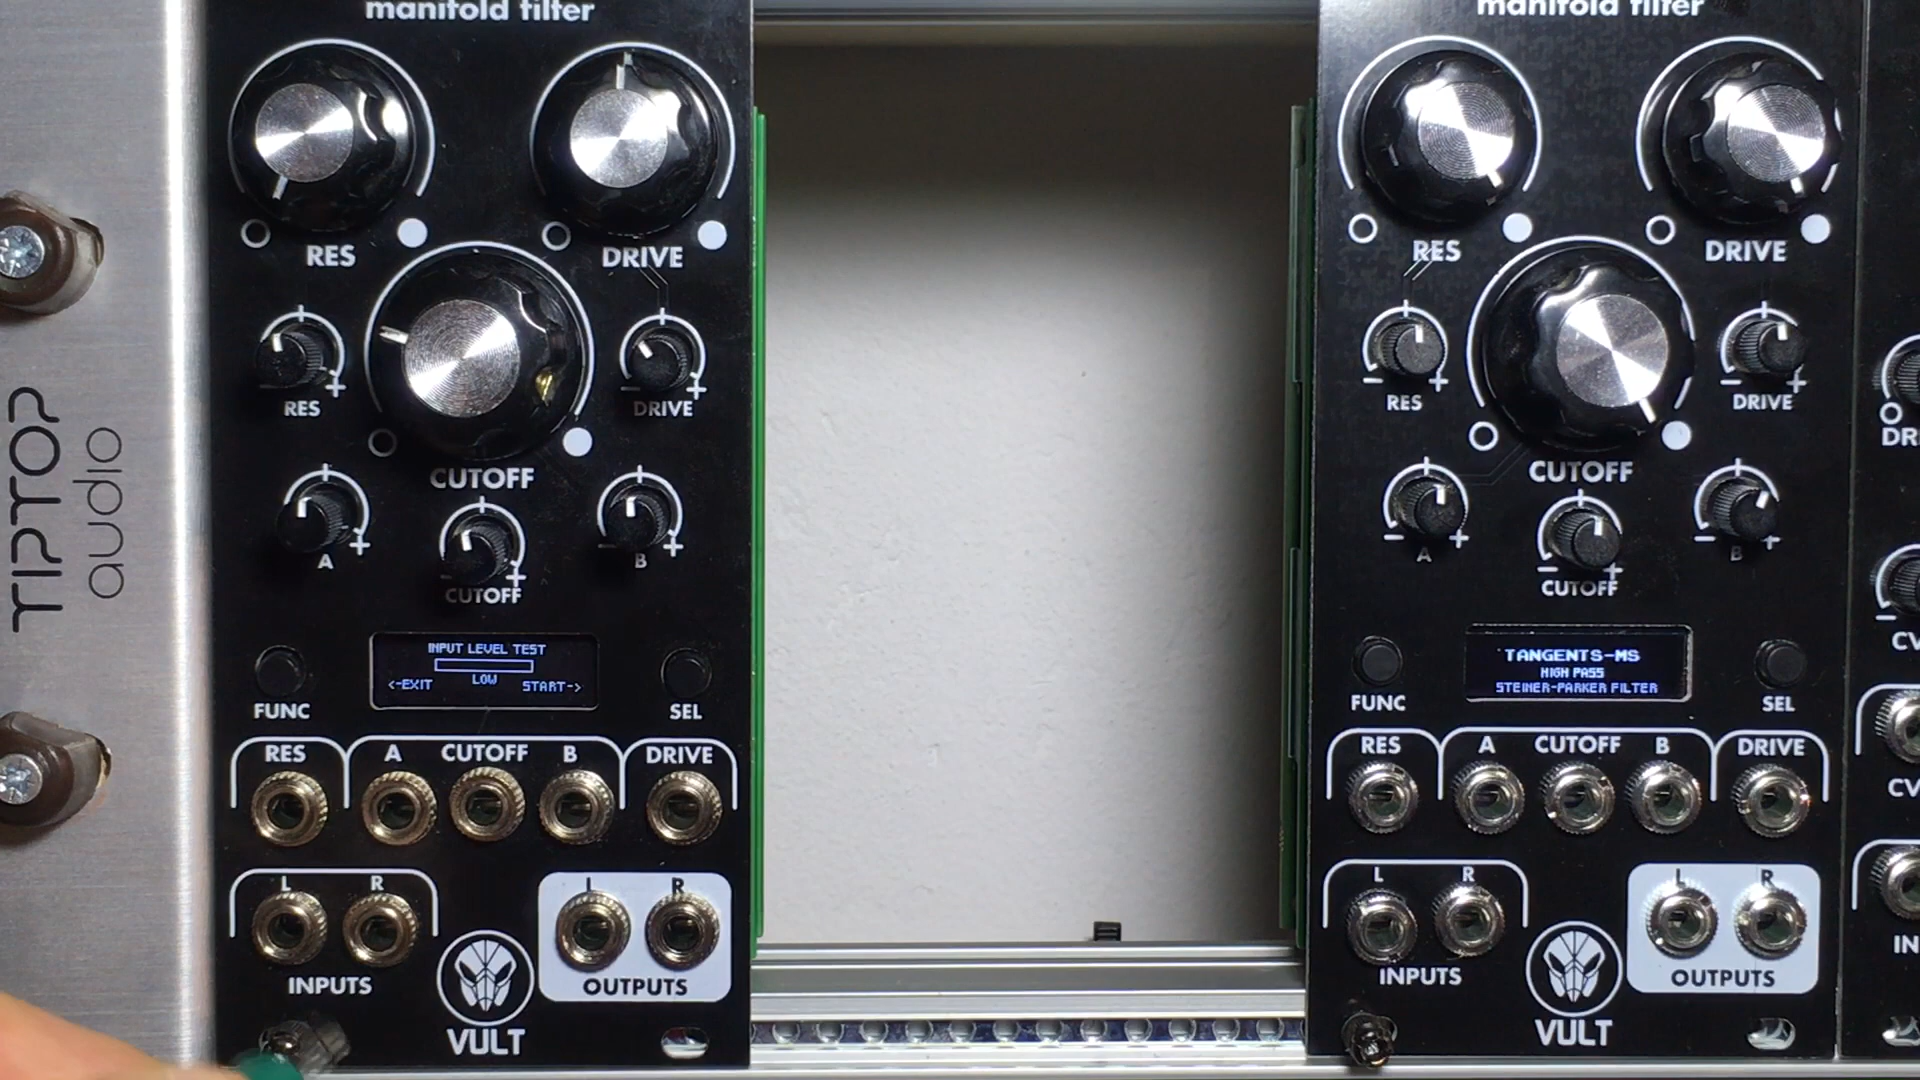 manifold filter
RES
DRIVE
RES
CUTOFF
DRIVE
A
CUTOFF
B
INPUT LEVEL TEST
LOW
<-EXIT
START->
FUNC
SEL
RES
A
CUTOFF
B
DRIVE
L
R
L
R
INPUTS
OUTPUTS
VULT
TIPTOP
audio
manifold filter
RES
DRIVE
RES
CUTOFF
DRIVE
A
CUTOFF
B
TANGENTS-MS
HIGH PASS
STEINER-PARKER FILTER
FUNC
SEL
RES
A
CUTOFF
B
DRIVE
L
R
L
R
INPUTS
OUTPUTS
VULT